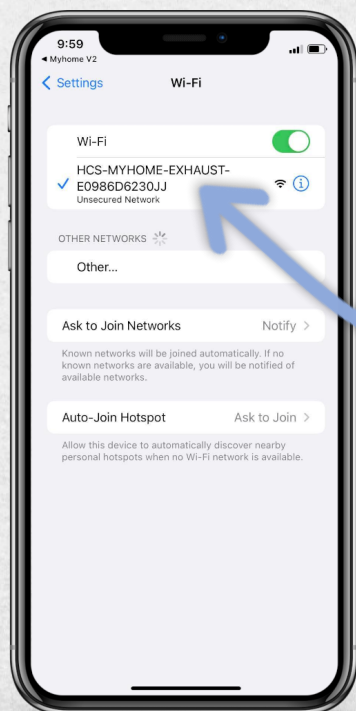 9:59
◀ Myhome V2
Settings
Wi-Fi
Wi-Fi
HCS-MYHOME-EXHAUST-
E0986D6230JJ
Unsecured Network
OTHER NETWORKS
Other...
Ask to Join Networks
Notify
Known networks will be joined automatically. If no
known networks are available, you will be notified of
available networks.
Auto-Join Hotspot
Ask to Join
Allow this device to automatically discover nearby
personal hotspots when no Wi-Fi network is available.